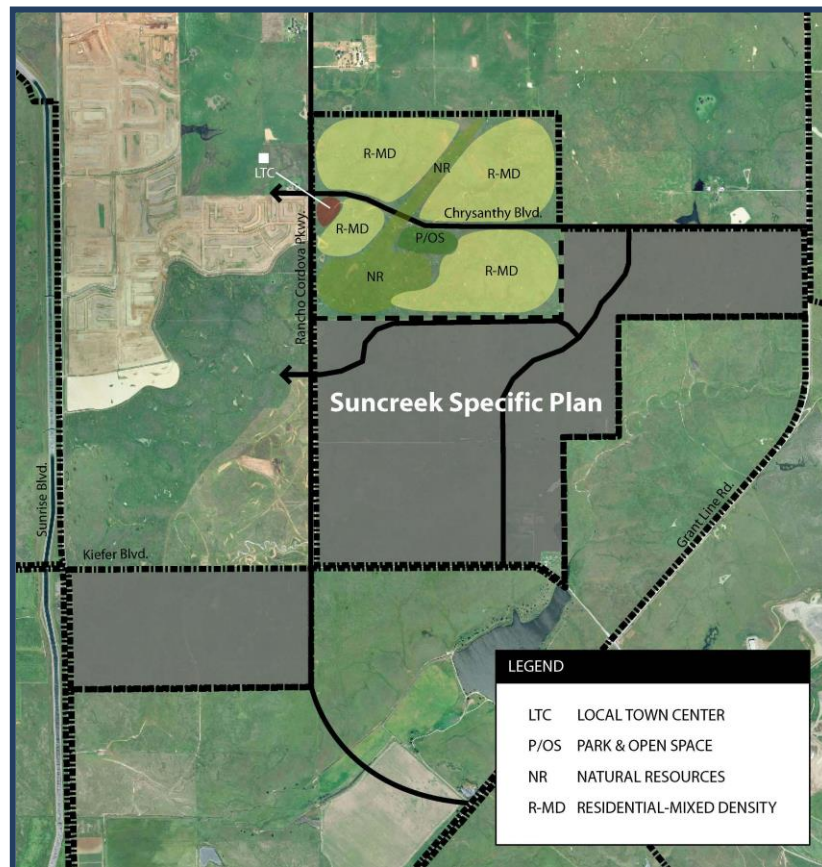 R-MD
NR
R-MD
LTC
Chrysanthy Blvd.
R-MD
P/OS
NR
R-MD
Rancho Cordova Pkwy.
Suncreek Specific Plan
Sunrise Blvd.
Kiefer Blvd.
Grant Line Rd.
LEGEND
LTC LOCAL TOWN CENTER
P/OS PARK & OPEN SPACE
NR NATURAL RESOURCES
R-MD RESIDENTIAL-MIXED DENSITY